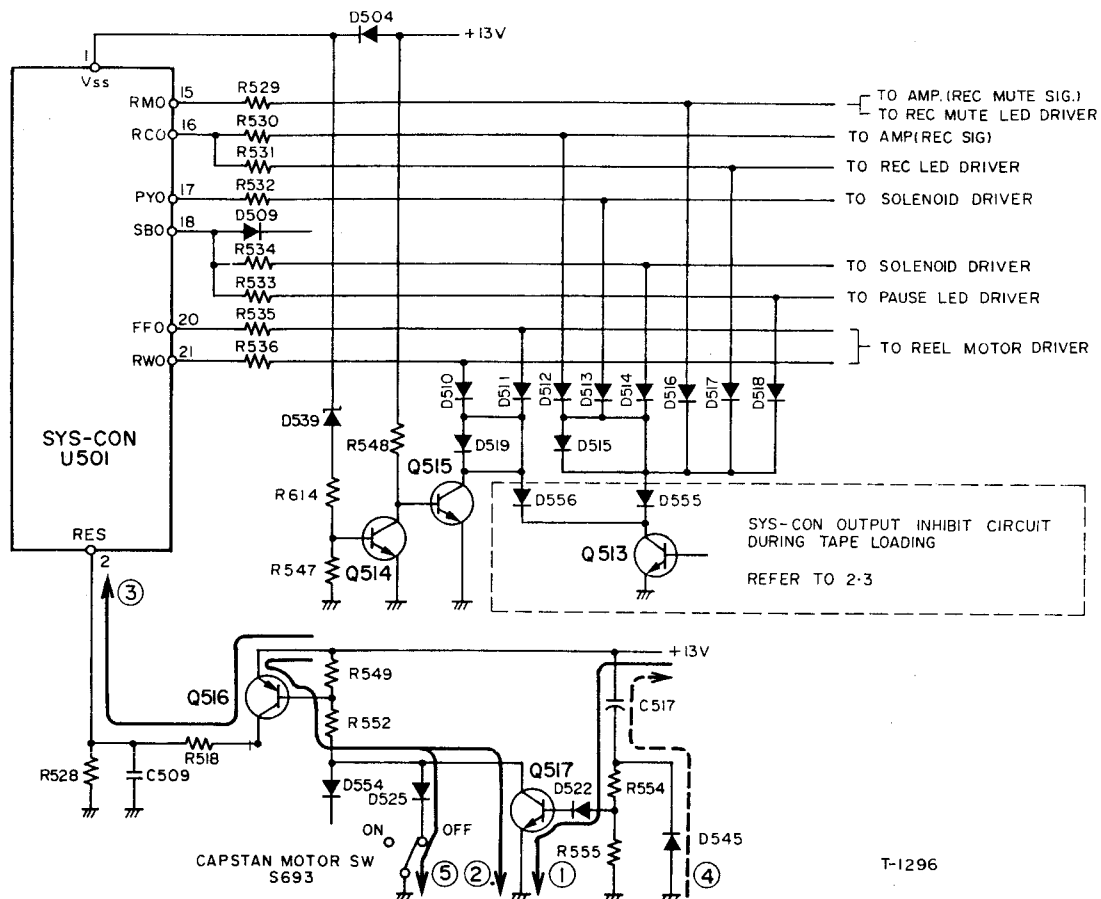 D504
+13V
1
Vss
RMO 15 R529
TO AMP. (REC MUTE SIG.)
TO REC MUTE LED DRIVER
RCO 16 R530
TO AMP(REC SIG)
R531
TO REC LED DRIVER
PYO 17 R532
TO SOLENOID DRIVER
SBO 18 D509
R534
TO SOLENOID DRIVER
R533
TO PAUSE LED DRIVER
FFO 20 R535
RWO 21 R536
TO REEL MOTOR DRIVER
D510 D511 D512 D513 D514 D516 D517 D518
D539
R548
D519
D515
SYS-CON
U501
Q515
R614
D556
D555
SYS-CON OUTPUT INHIBIT CIRCUIT
DURING TAPE LOADING
REFER TO 2·3
Q513
RES
2
R547
Q514
③
+13V
R549
Q516
C517
R552
R518
Q517
R528
C509
D554
D525
D522
R554
ON
OFF
R555
D545
CAPSTAN MOTOR SW
S693
⑤ ② ① ④
T-1296